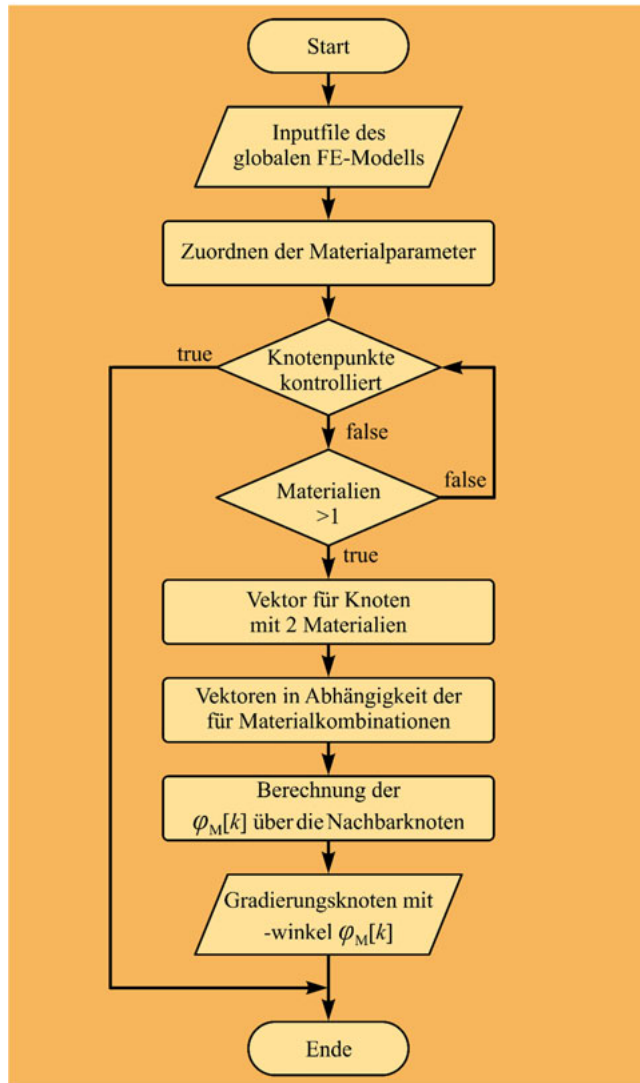 Start
Inputfile des
globalen FE-Modells
Zuordnen der Materialparameter
true
Knotenpunkte
kontrolliert
false
Materialien
>1
false
true
Vektor für Knoten
mit 2 Materialien
Vektoren in Abhängigkeit der
für Materialkombinationen
Berechnung der
φM[k] über die Nachbarknoten
Gradierungsknoten mit
-winkel φM[k]
Ende